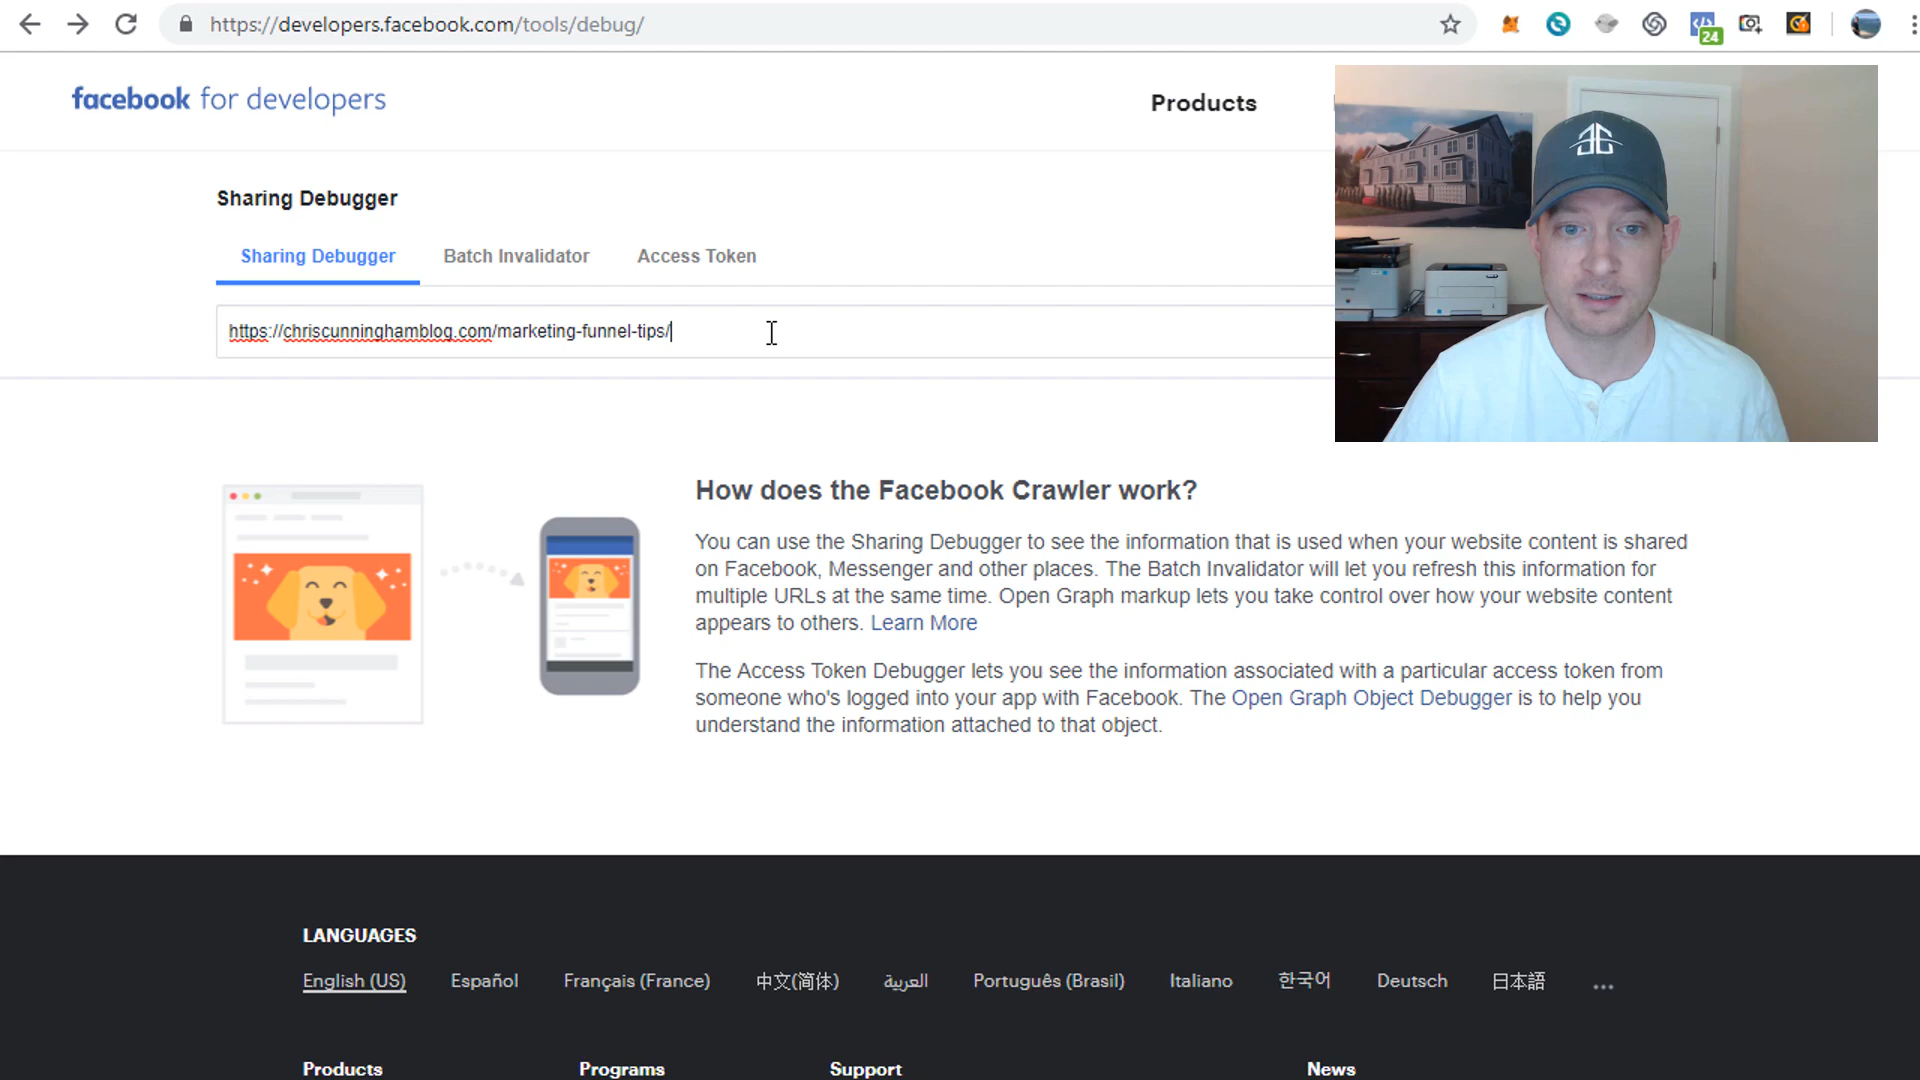 https://developers.facebook.com/tools/debug/
24
facebook for developers
Products
Sharing Debugger
Sharing Debugger
Batch Invalidator
Access Token
https://chriscunninghamblog.com/marketing-funnel-tips/
How does the Facebook Crawler work?
You can use the Sharing Debugger to see the information that is used when your website content is shared
on Facebook, Messenger and other places. The Batch Invalidator will let you refresh this information for
multiple URLs at the same time. Open Graph markup lets you take control over how your website content
appears to others. Learn More
The Access Token Debugger lets you see the information associated with a particular access token from
someone who's logged into your app with Facebook. The Open Graph Object Debugger is to help you
understand the information attached to that object.
LANGUAGES
English (US)
Español
Français (France)
中文(简体)
العربية
Português (Brasil)
Italiano
한국어
Deutsch
日本語
...
Products
Programs
Support
News